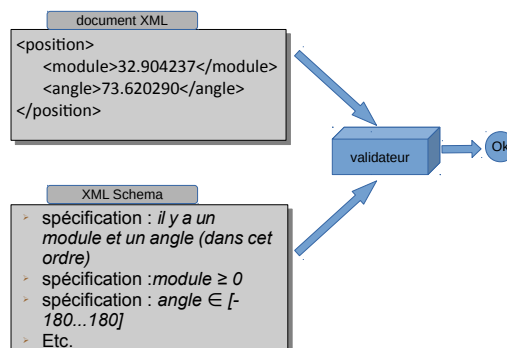 document XML
<position>
<module>32.904237</module>
<angle>73.620290</angle>
</position>
validateur
Ok
XML Schema
spécification : il y a un
module et un angle (dans cet
ordre)
spécification :module ≥ 0
spécification : angle ∈ [-
180...180]
Etc.